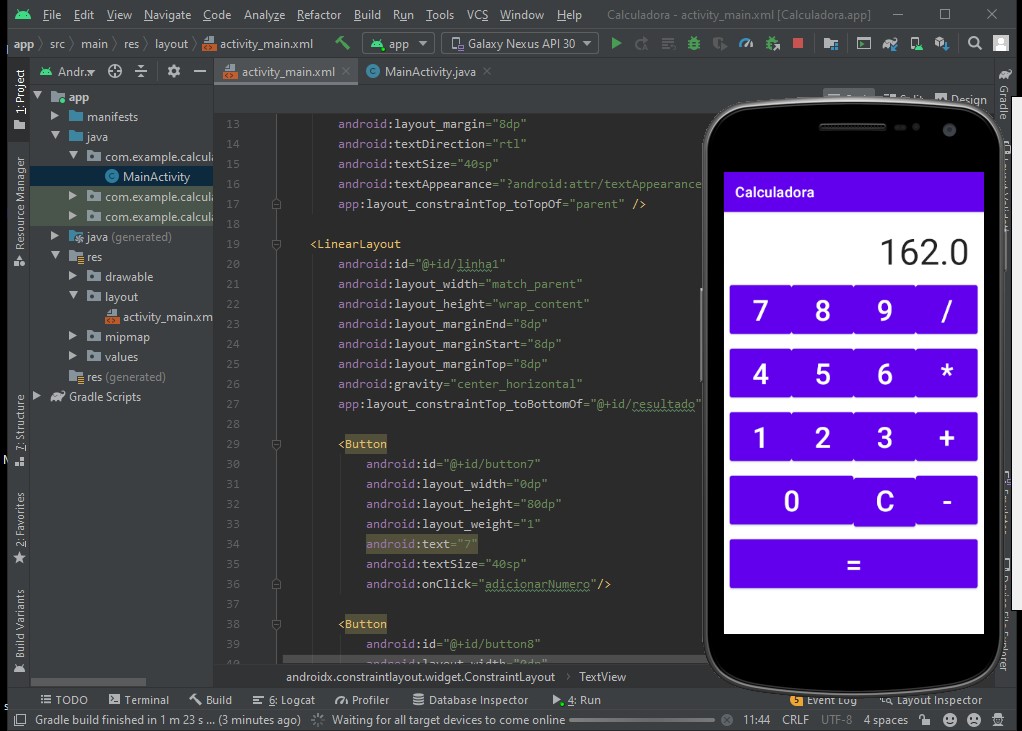 File Edit View Navigate Code Analyze Refactor Build Run Tools VCS Window Help Calculadora - activity_main.xml [Calculadora.app]
app src main res layout activity_main.xml app Galaxy Nexus API 30
1: Project
Resource Manager
7: Structure
2: Favorites
Build Variants
Andr..
app
manifests
java
com.example.calcula
MainActivity
com.example.calcula
com.example.calcula
java (generated)
res
drawable
layout
activity_main.xm
mipmap
values
res (generated)
Gradle Scripts
activity_main.xml MainActivity.java
Design
Gradle
13 android:layout_margin="8dp"
14 android:textDirection="rtl"
15 android:textSize="40sp"
16 android:textAppearance="?android:attr/textAppearance
17 app:layout_constraintTop_toTopOf="parent" />
18
19 <LinearLayout
20 android:id="@+id/linha1"
21 android:layout_width="match_parent"
22 android:layout_height="wrap_content"
23 android:layout_marginEnd="8dp"
24 android:layout_marginStart="8dp"
25 android:layout_marginTop="8dp"
26 android:gravity="center_horizontal"
27 app:layout_constraintTop_toBottomOf="@+id/resultado"
28
29 <Button
30 android:id="@+id/button7"
31 android:layout_width="0dp"
32 android:layout_height="80dp"
33 android:layout_weight="1"
34 android:text="7"
35 android:textSize="40sp"
36 android:onClick="adicionarNumero"/>
37
38 <Button
39 android:id="@+id/button8"
40 android:layout_width="0dp"
androidx.constraintlayout.widget.ConstraintLayout TextView
Calculadora
162.0
7 8 9 /
4 5 6 *
1 2 3 +
0 C -
=
TODO Terminal Build 6: Logcat Profiler Database Inspector 4: Run 5 Event Log Layout Inspector
Gradle build finished in 1 m 23 s ... (3 minutes ago) Waiting for all target devices to come online 11:44 CRLF UTF-8 4 spaces